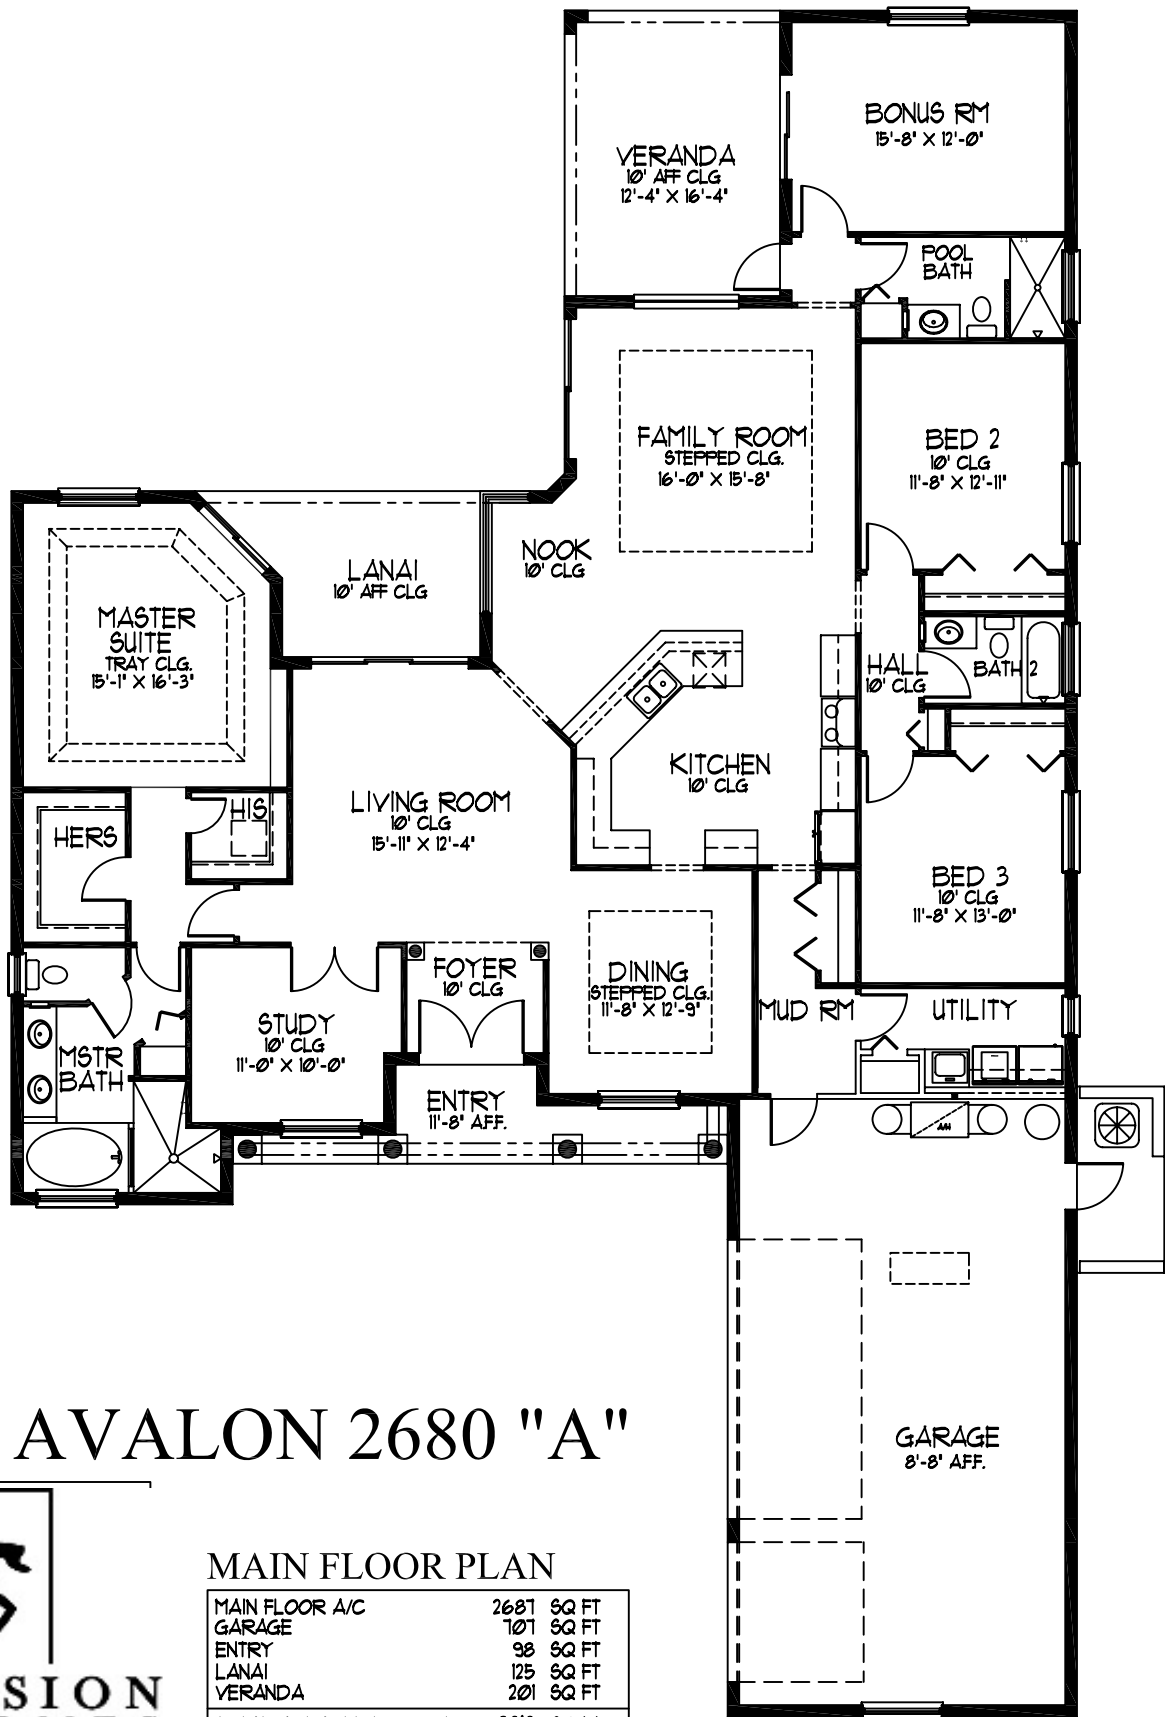 BONUS RM
15'-8" X 12'-0"
VERANDA
10' AFF CLG
12'-4" X 16'-4"
POOL
BATH
FAMILY ROOM
STEPPED CLG.
16'-0" X 15'-8"
BED 2
10' CLG
11'-8" X 12'-11"
NOOK
10' CLG
LANAI
10' AFF CLG
MASTER
SUITE
TRAY CLG.
15'-1" X 16'-3"
HALL
10' CLG
BATH 2
KITCHEN
10' CLG
LIVING ROOM
10' CLG
15'-11" X 12'-4"
HIS
HERS
BED 3
10' CLG
11'-8" X 13'-0"
FOYER
10' CLG
DINING
STEPPED CLG.
11'-8" X 12'-9"
MUD RM
UTILITY
STUDY
10' CLG
11'-0" X 10'-0"
MSTR
BATH
ENTRY
11'-8" AFF.
A/H
GARAGE
8'-8" AFF.
AVALON 2680 "A"
MAIN FLOOR PLAN
MAIN FLOOR A/C 2687 SQ FT
GARAGE 707 SQ FT
ENTRY 98 SQ FT
LANAI 125 SQ FT
VERANDA 201 SQ FT
SION